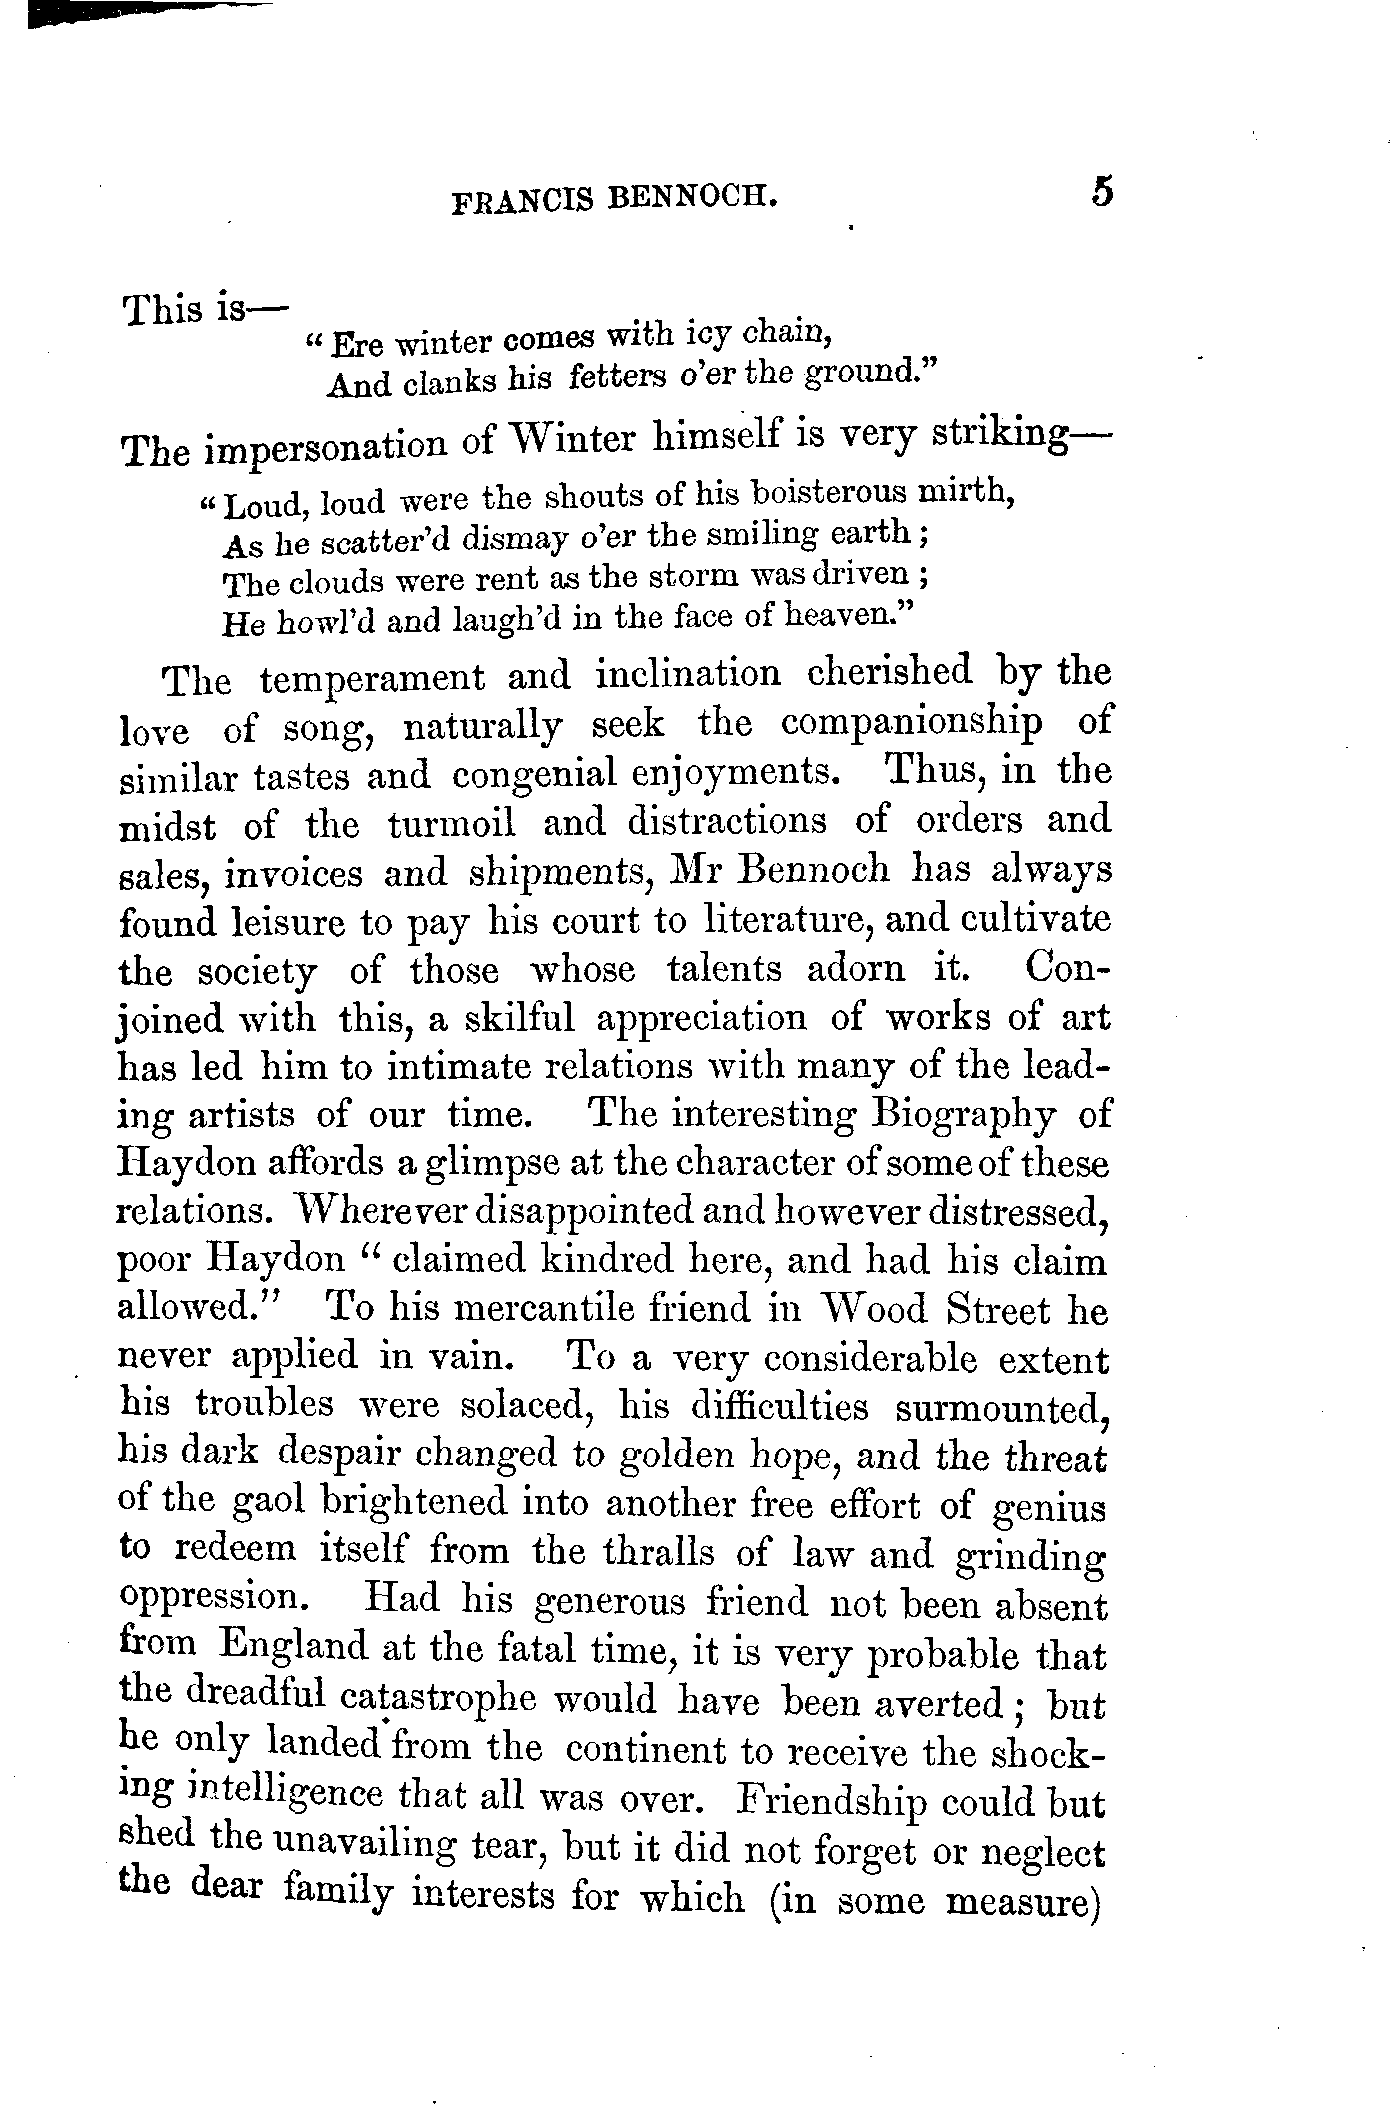 FRANCIS BENNOCH. 5
This is—
“ Ere winter comes with icy chain,
And clanks his fetters o’er the ground.”
The impersonation of Winter himself is very striking—
“ Loud, loud were the shouts of his boisterous mirth,
As he scatter’d dismay o’er the smiling earth ;
The clouds were rent as the storm was driven ;
He howl’d and laugh’d in the face of heaven.”
The temperament and inclination cherished by the
love of song, naturally seek the companionship of
similar tastes and congenial enjoyments. Thus, in the
midst of the turmoil and distractions of orders and
sales, invoices and shipments, Mr Bennoch has always
found leisure to pay his court to literature, and cultivate
the society of those whose talents adorn it. Con-
joined with this, a skilful appreciation of works of art
has led him to intimate relations with many of the lead-
ing artists of our time. The interesting Biography of
Haydon affords a glimpse at the character of some of these
relations. Wherever disappointed and however distressed,
poor Haydon “ claimed kindred here, and had his claim
allowed.” To his mercantile friend in Wood Street he
never applied in vain. To a very considerable extent
his troubles were solaced, his difficulties surmounted,
his dark despair changed to golden hope, and the threat
of the gaol brightened into another free effort of genius
to redeem itself from the thralls of law and grinding
oppression. Had his generous friend not been absent
from England at the fatal time, it is very probable that
the dreadful catastrophe would have been averted ; but
he only landed from the continent to receive the shock-
ing intelligence that all was over. Friendship could but
shed the unavailing tear, but it did not forget or neglect
the dear family interests for which (in some measure)